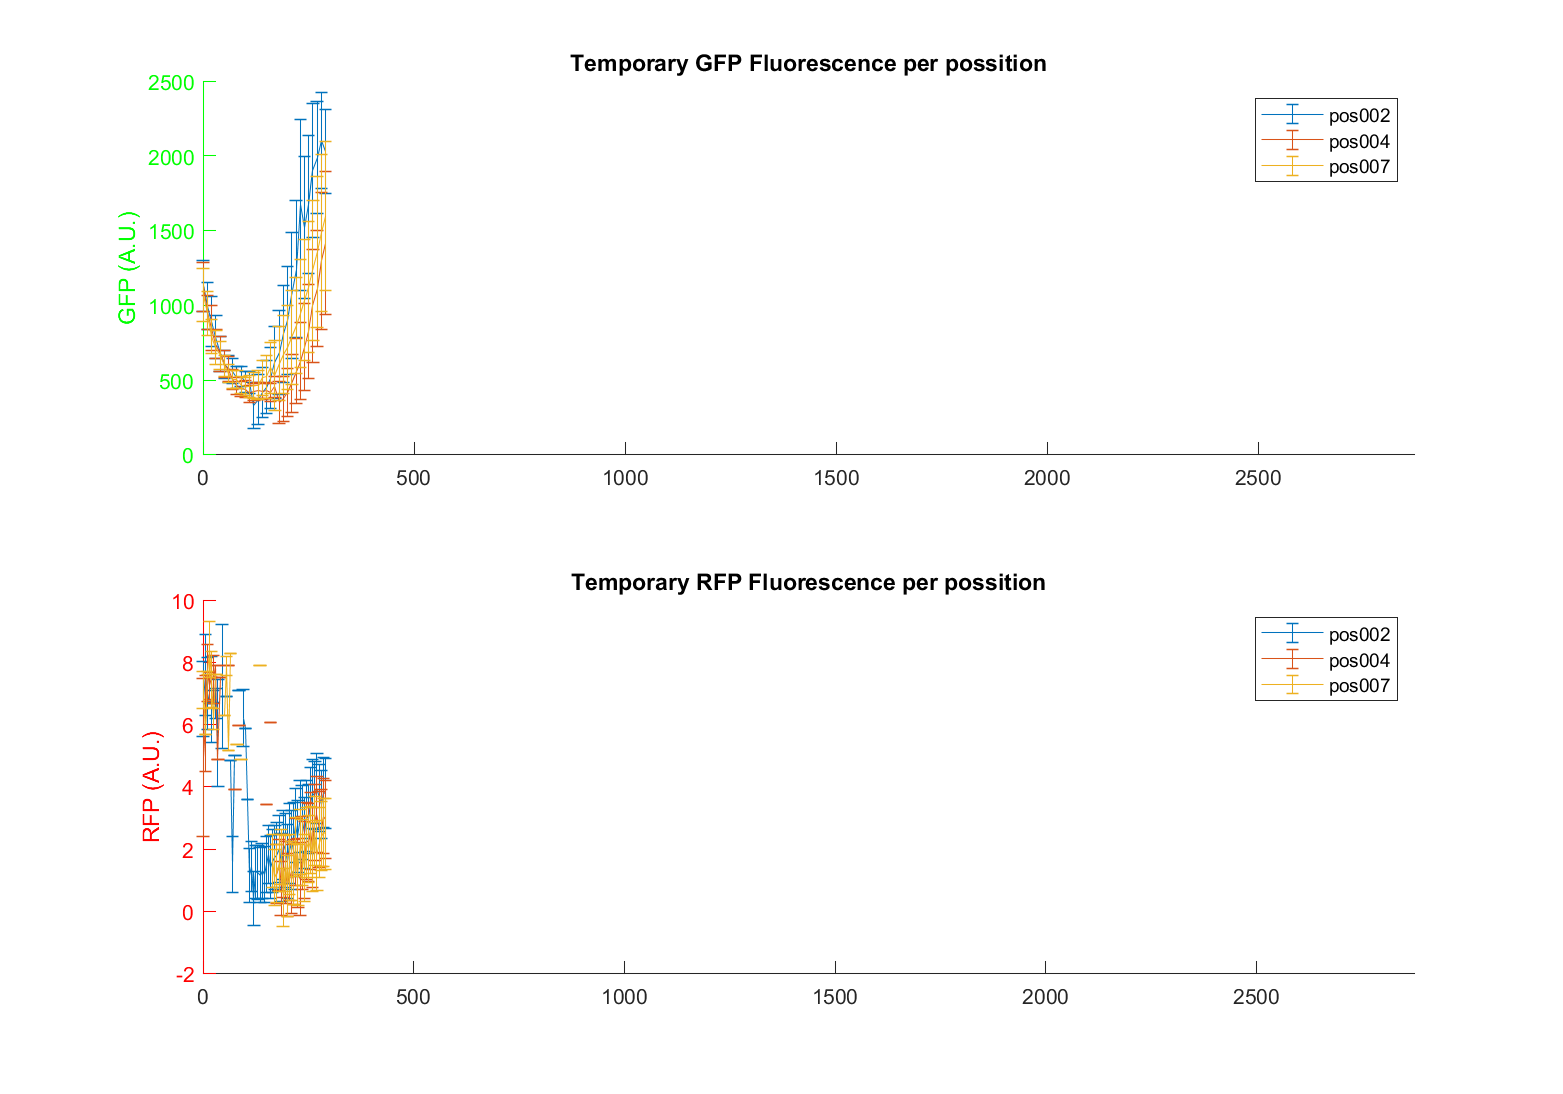 Temporary GFP Fluorescence per possition
GFP (A.U.)
2500
2000
1500
1000
500
0
0 500 1000 1500 2000 2500
pos002
pos004
pos007
Temporary RFP Fluorescence per possition
RFP (A.U.)
10
8
6
4
2
0
-2
0 500 1000 1500 2000 2500
pos002
pos004
pos007